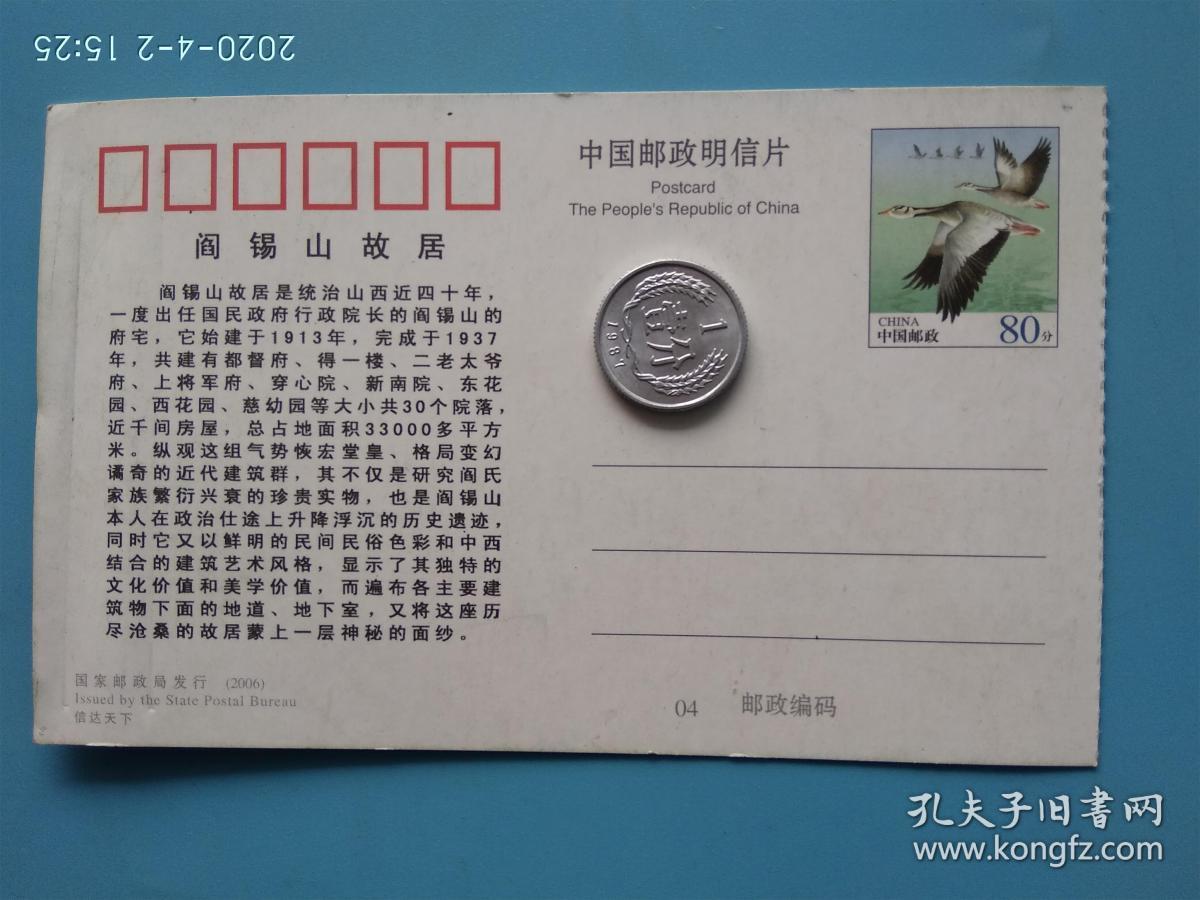 2020-4-2 15:25
中国邮政明信片
Postcard
The People's Republic of China
CHINA
中国邮政
80分
阎锡山故居
阎锡山故居是统治山西近四十年，
一度出任国民政府行政院长的阎锡山的
府宅，它始建于1913年，完成于1937
年，共建有都督府、得一楼、二老太爷
府、上将军府、穿心院、新南院、东花
园、西花园、慈幼园等大小共30个院落，
近千间房屋，总占地面积33000多平方
米。纵观这组气势恢宏堂皇、格局变幻
谲奇的近代建筑群，其不仅是研究阎氏
家族繁衍兴衰的珍贵实物，也是阎锡山
本人在政治仕途上升降浮沉的历史遗迹，
同时它又以鲜明的民间民俗色彩和中西
结合的建筑艺术风格，显示了其独特的
文化价值和美学价值，而遍布各主要建
筑物下面的地道、地下室，又将这座历
尽沧桑的故居蒙上一层神秘的面纱。
1
壹分
1987
国家邮政局发行 (2006)
Issued by the State Postal Bureau
信达天下
04 邮政编码
孔夫子旧书网
www.kongfz.com